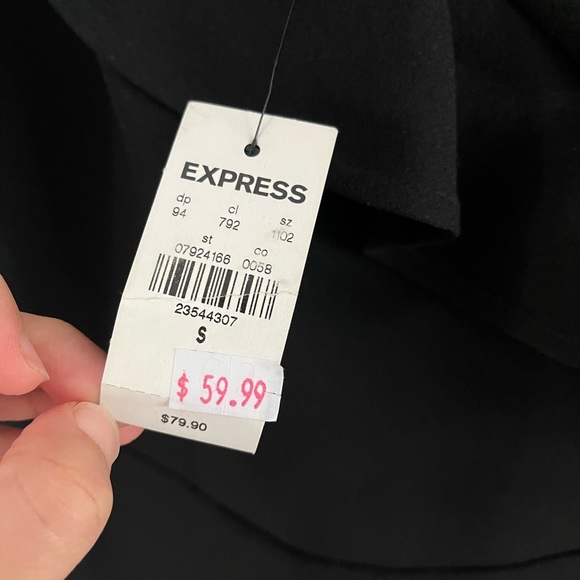 EXPRESS
dp cl sz
94 792 1102
st co
07924166 0058
23544307
S
$ 59.99
$79.90